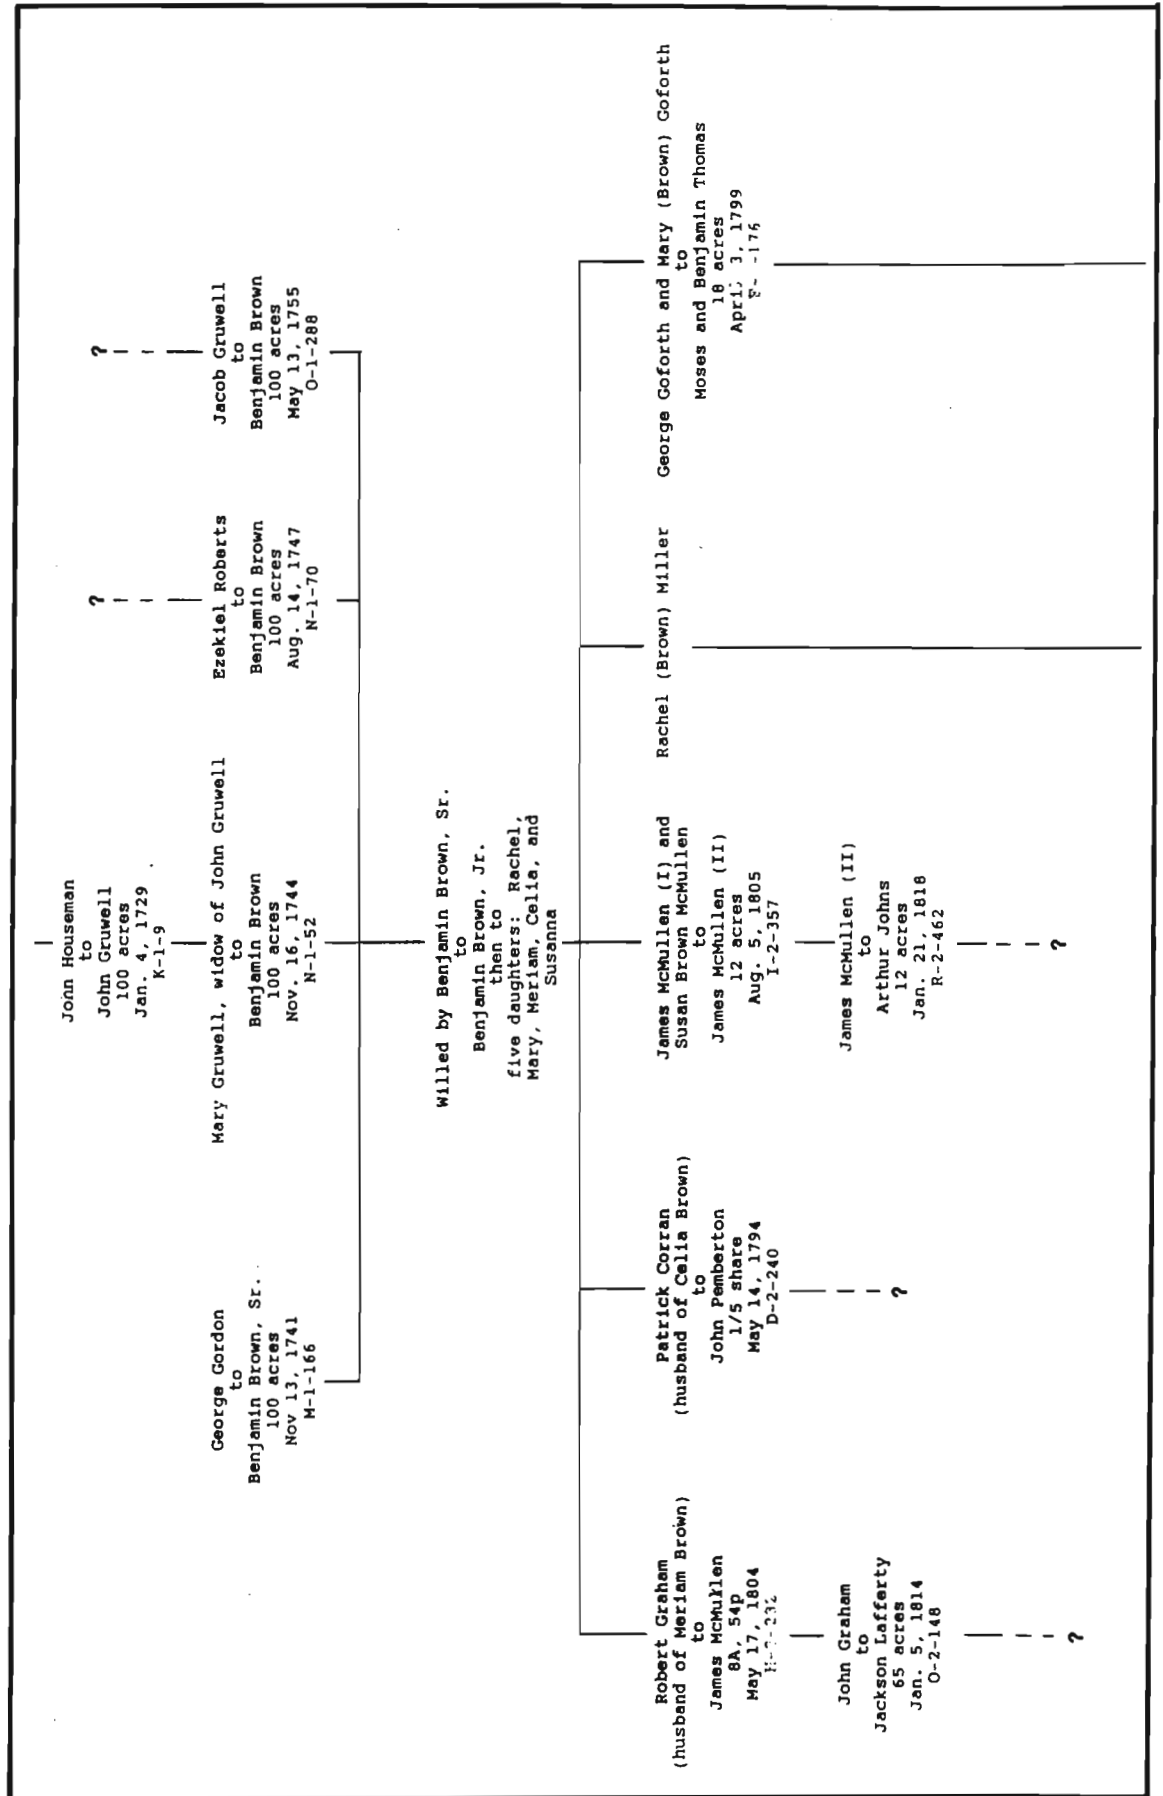 John Houseman
to
John Gruwell
100 acres
Jan. 4, 1729
K-1-9
George Gordon
to
Benjamin Brown, Sr.
100 acres
Nov 13, 1741
M-1-166
Mary Gruwell, widow of John Gruwell
to
Benjamin Brown
100 acres
Nov. 16, 1744
N-1-52
?
Ezekiel Roberts
to
Benjamin Brown
100 acres
Aug. 14, 1747
N-1-70
?
Jacob Gruwell
to
Benjamin Brown
100 acres
May 13, 1755
O-1-288
Willed by Benjamin Brown, Sr.
to
Benjamin Brown, Jr.
then to
five daughters: Rachel,
Mary, Meriam, Celia, and
Susanna
Robert Graham
(husband of Meriam Brown)
to
James McMullen
8A, 54p
May 17, 1804
John Graham
to
Jackson Lafferty
65 acres
Jan. 5, 1814
O-2-148
?
Patrick Corran
(husband of Celia Brown)
to
John Pemberton
1/5 share
May 14, 1794
D-2-240
?
James McMullen (I) and
Susan Brown McMullen
to
James McMullen (II)
12 acres
Aug. 5, 1805
I-2-357
James McMullen (II)
to
Arthur Johns
12 acres
Jan. 21, 1818
R-2-462
?
Rachel (Brown) Miller
George Goforth and Mary (Brown) Goforth
to
Moses and Benjamin Thomas
18 acres
April 3, 1799